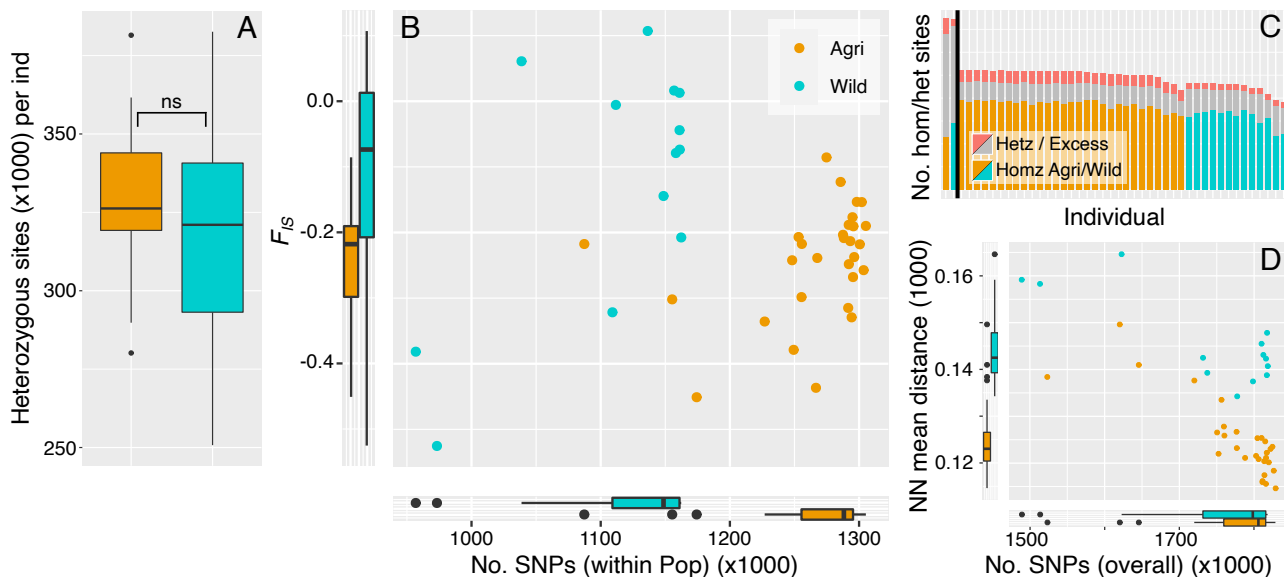 A
Heterozygous sites (x1000) per ind
350
300
250
ns
B
Agri
Wild
F_IS
0.0
-0.2
-0.4
1000
1100
1200
1300
No. SNPs (within Pop) (x1000)
C
No. hom/het sites
Hetz / Excess
Homz Agri/Wild
Individual
D
NN mean distance (1000)
0.16
0.14
0.12
1500
1700
No. SNPs (overall) (x1000)